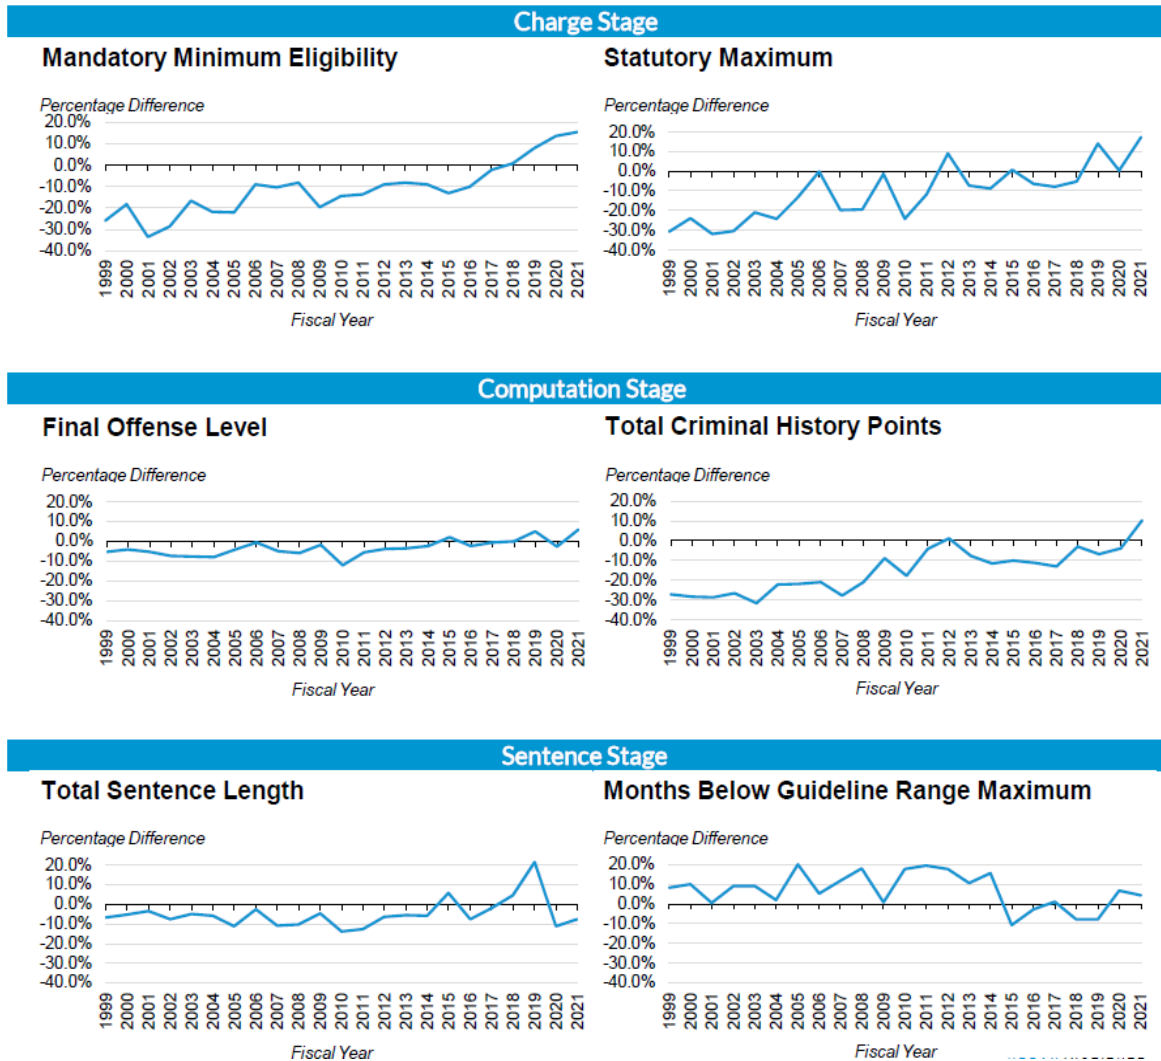 Charge Stage
Mandatory Minimum Eligibility
Percentage Difference
20.0%
10.0%
0.0%
-10.0%
-20.0%
-30.0%
-40.0%
1999 2000 2001 2002 2003 2004 2005 2006 2007 2008 2009 2010 2011 2012 2013 2014 2015 2016 2017 2018 2019 2020 2021
Fiscal Year
Statutory Maximum
Percentage Difference
20.0%
10.0%
0.0%
-10.0%
-20.0%
-30.0%
-40.0%
1999 2000 2001 2002 2003 2004 2005 2006 2007 2008 2009 2010 2011 2012 2013 2014 2015 2016 2017 2018 2019 2020 2021
Fiscal Year
Computation Stage
Final Offense Level
Percentage Difference
20.0%
10.0%
0.0%
-10.0%
-20.0%
-30.0%
-40.0%
1999 2000 2001 2002 2003 2004 2005 2006 2007 2008 2009 2010 2011 2012 2013 2014 2015 2016 2017 2018 2019 2020 2021
Fiscal Year
Total Criminal History Points
Percentage Difference
20.0%
10.0%
0.0%
-10.0%
-20.0%
-30.0%
-40.0%
1999 2000 2001 2002 2003 2004 2005 2006 2007 2008 2009 2010 2011 2012 2013 2014 2015 2016 2017 2018 2019 2020 2021
Fiscal Year
Sentence Stage
Total Sentence Length
Percentage Difference
20.0%
10.0%
0.0%
-10.0%
-20.0%
-30.0%
-40.0%
1999 2000 2001 2002 2003 2004 2005 2006 2007 2008 2009 2010 2011 2012 2013 2014 2015 2016 2017 2018 2019 2020 2021
Fiscal Year
Months Below Guideline Range Maximum
Percentage Difference
20.0%
10.0%
0.0%
-10.0%
-20.0%
-30.0%
-40.0%
1999 2000 2001 2002 2003 2004 2005 2006 2007 2008 2009 2010 2011 2012 2013 2014 2015 2016 2017 2018 2019 2020 2021
Fiscal Year